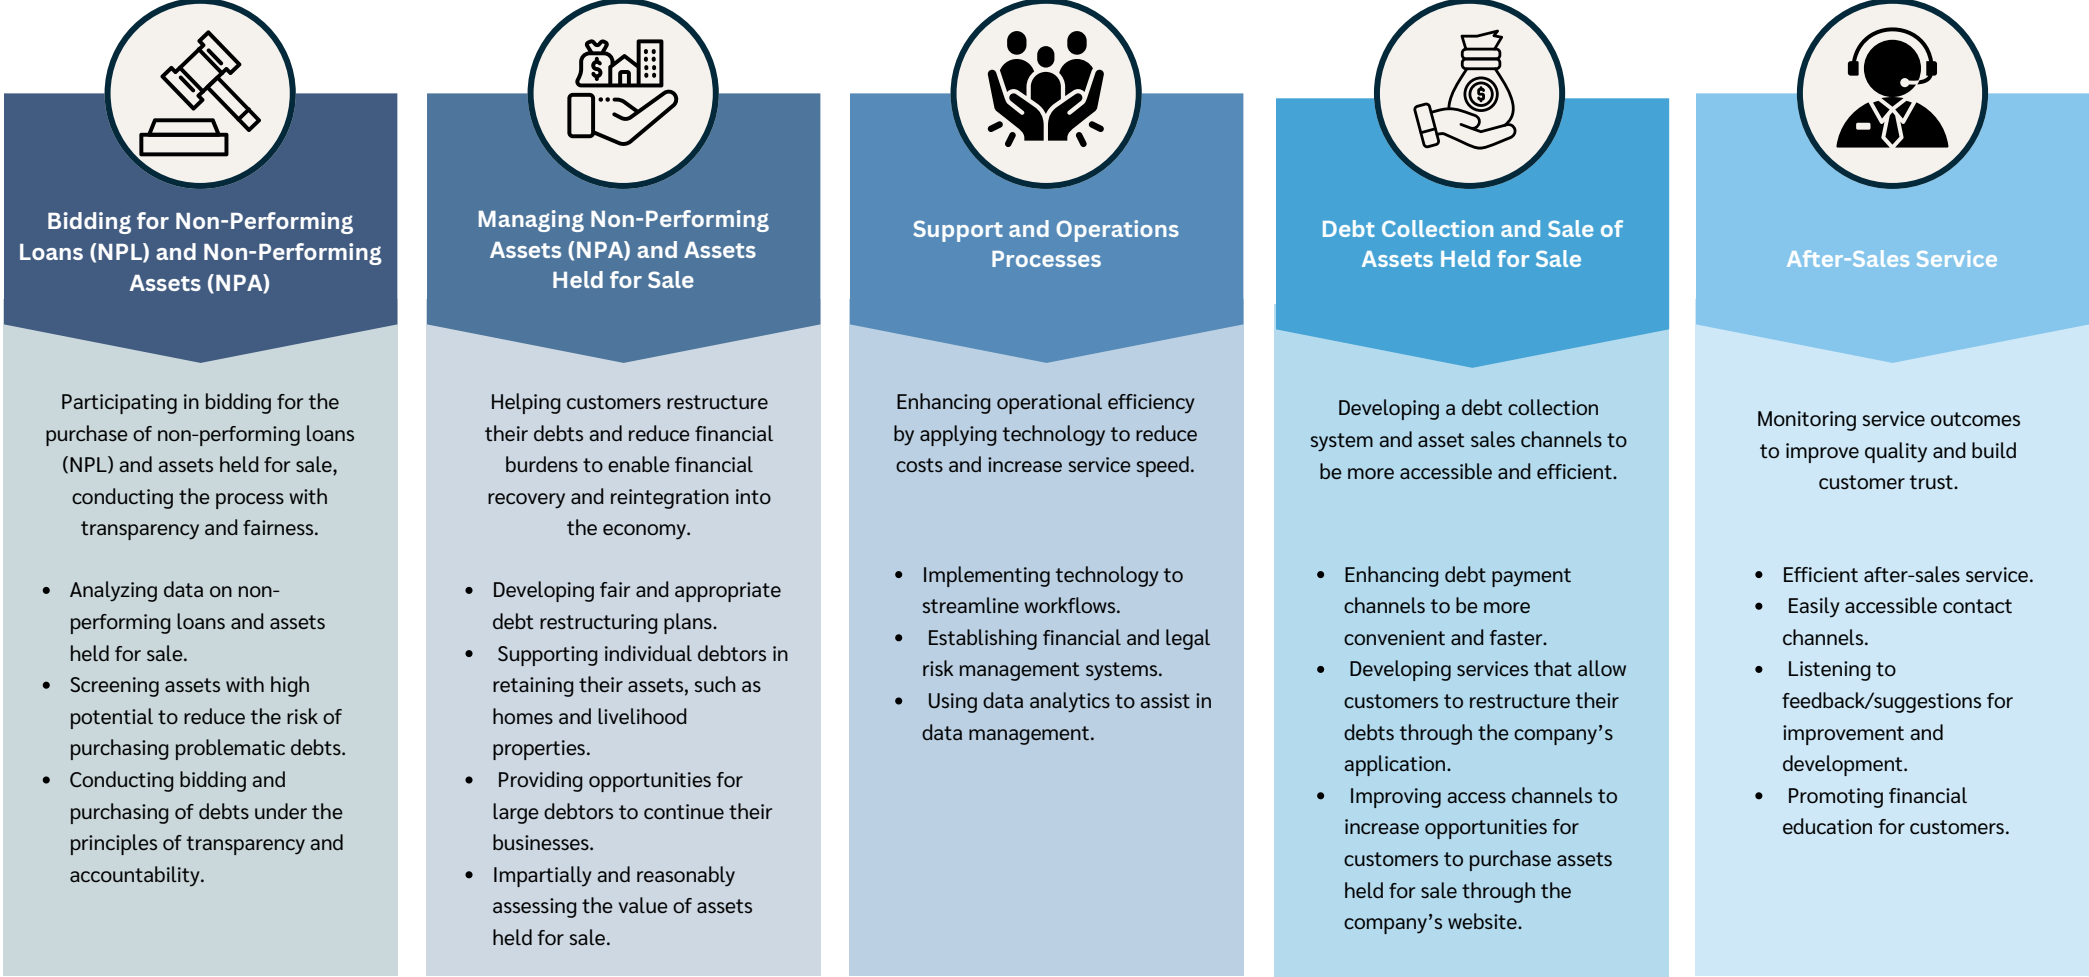 Bidding for Non-Performing
Loans (NPL) and Non-Performing
Assets (NPA)
Participating in bidding for the
purchase of non-performing loans
(NPL) and assets held for sale,
conducting the process with
transparency and fairness.
• Analyzing data on non-
performing loans and assets
held for sale.
• Screening assets with high
potential to reduce the risk of
purchasing problematic debts.
• Conducting bidding and
purchasing of debts under the
principles of transparency and
accountability.
Managing Non-Performing
Assets (NPA) and Assets
Held for Sale
Helping customers restructure
their debts and reduce financial
burdens to enable financial
recovery and reintegration into
the economy.
• Developing fair and appropriate
debt restructuring plans.
• Supporting individual debtors in
retaining their assets, such as
homes and livelihood
properties.
• Providing opportunities for
large debtors to continue their
businesses.
• Impartially and reasonably
assessing the value of assets
held for sale.
Support and Operations
Processes
Enhancing operational efficiency
by applying technology to reduce
costs and increase service speed.
• Implementing technology to
streamline workflows.
• Establishing financial and legal
risk management systems.
• Using data analytics to assist in
data management.
Debt Collection and Sale of
Assets Held for Sale
Developing a debt collection
system and asset sales channels to
be more accessible and efficient.
• Enhancing debt payment
channels to be more
convenient and faster.
• Developing services that allow
customers to restructure their
debts through the company’s
application.
• Improving access channels to
increase opportunities for
customers to purchase assets
held for sale through the
company’s website.
After-Sales Service
Monitoring service outcomes
to improve quality and build
customer trust.
• Efficient after-sales service.
• Easily accessible contact
channels.
• Listening to
feedback/suggestions for
improvement and
development.
• Promoting financial
education for customers.